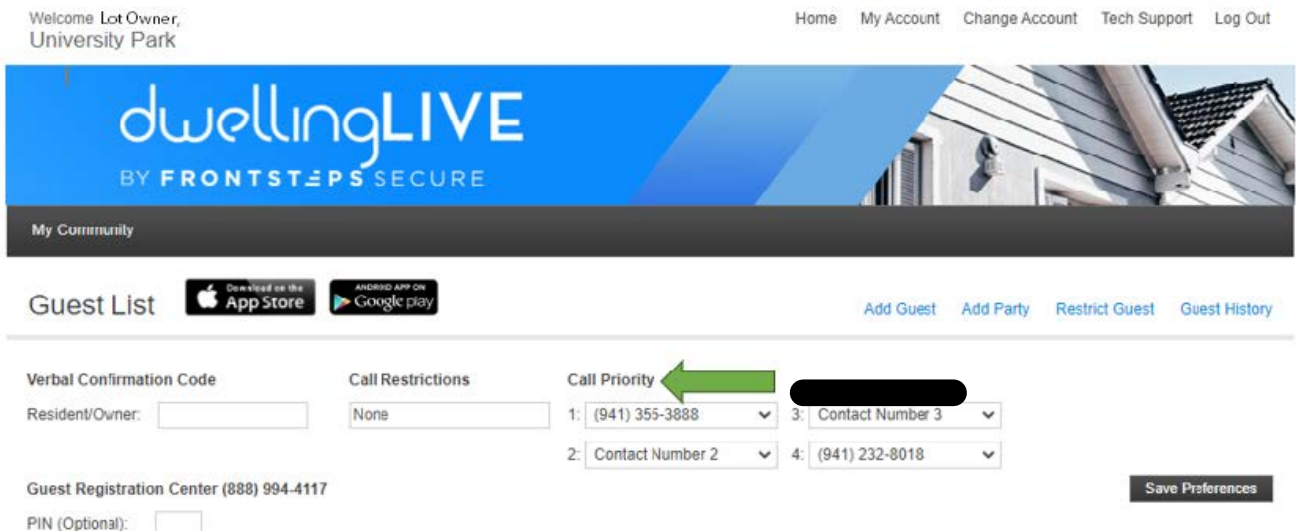 Welcome Lot Owner,
University Park
Home My Account Change Account Tech Support Log Out
dwellingLIVE
BY FRONTSTEPS SECURE
My Community
Guest List
Download on the
App Store
ANDROID APP ON
Google play
Add Guest Add Party Restrict Guest Guest History
Verbal Confirmation Code Call Restrictions Call Priority
Resident/Owner: None 1: (941) 355-3888 3: Contact Number 3
2: Contact Number 2 4: (941) 232-8018
Guest Registration Center (888) 994-4117
Save Preferences
PIN (Optional):